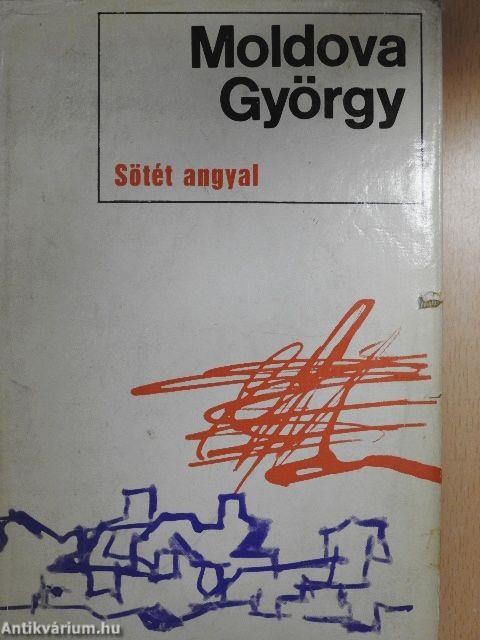 Moldova
György
Sötét angyal
Antikvárium.hu